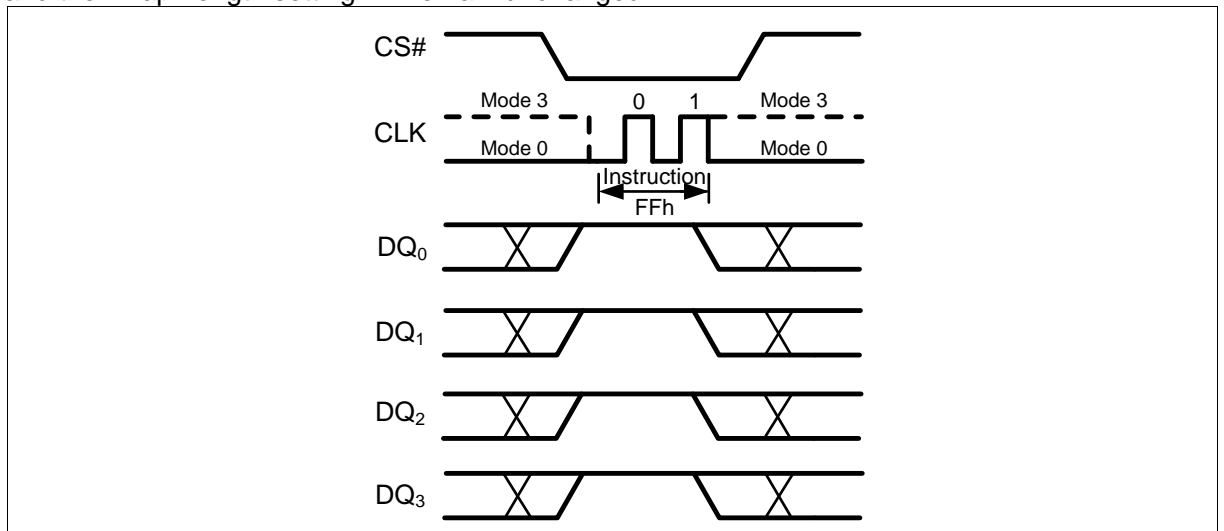 CS#
Mode 3 0 1 Mode 3
CLK
Mode 0 Mode 0
Instruction
FFh
DQ0
DQ1
DQ2
DQ3